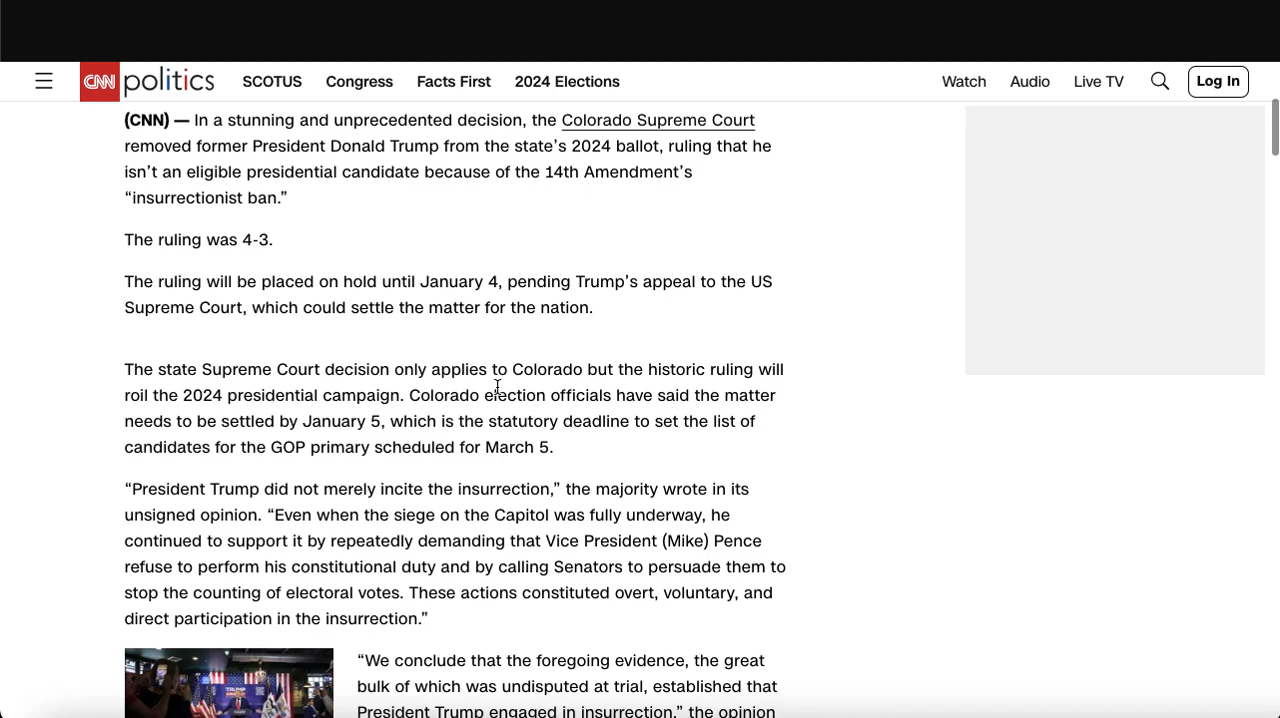 CNN politics SCOTUS Congress Facts First 2024 Elections Watch Audio Live TV Log In
(CNN) — In a stunning and unprecedented decision, the Colorado Supreme Court
removed former President Donald Trump from the state’s 2024 ballot, ruling that he
isn’t an eligible presidential candidate because of the 14th Amendment’s
“insurrectionist ban.”
The ruling was 4-3.
The ruling will be placed on hold until January 4, pending Trump’s appeal to the US
Supreme Court, which could settle the matter for the nation.
The state Supreme Court decision only applies to Colorado but the historic ruling will
roil the 2024 presidential campaign. Colorado election officials have said the matter
needs to be settled by January 5, which is the statutory deadline to set the list of
candidates for the GOP primary scheduled for March 5.
“President Trump did not merely incite the insurrection,” the majority wrote in its
unsigned opinion. “Even when the siege on the Capitol was fully underway, he
continued to support it by repeatedly demanding that Vice President (Mike) Pence
refuse to perform his constitutional duty and by calling Senators to persuade them to
stop the counting of electoral votes. These actions constituted overt, voluntary, and
direct participation in the insurrection.”
TRUMP
“We conclude that the foregoing evidence, the great
bulk of which was undisputed at trial, established that
President Trump engaged in insurrection,” the opinion